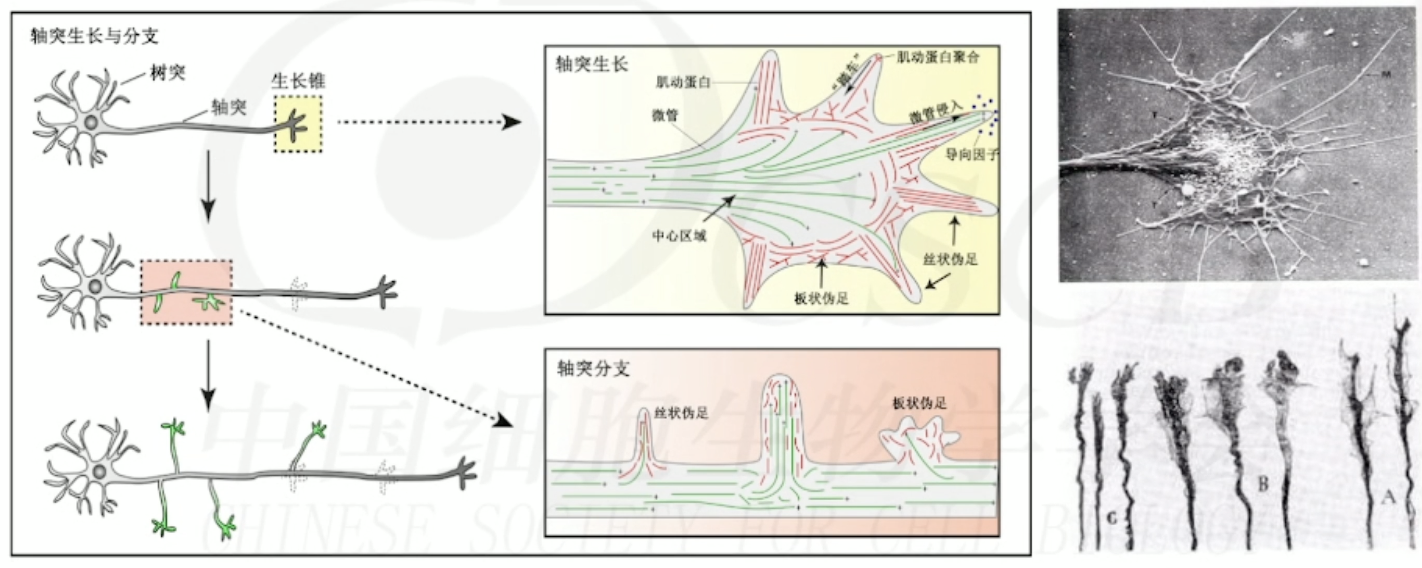 轴突生长与分支
树突
轴突
生长锥
轴突生长
肌动蛋白
微管
"踏车"
肌动蛋白聚合
微管侵入
导向因子
中心区域
丝状伪足
板状伪足
轴突分支
丝状伪足
板状伪足
M
T
T
C
B
A
CSCB
中国细胞生物学
CHINESE SOCIETY FOR CELL BIOLOG